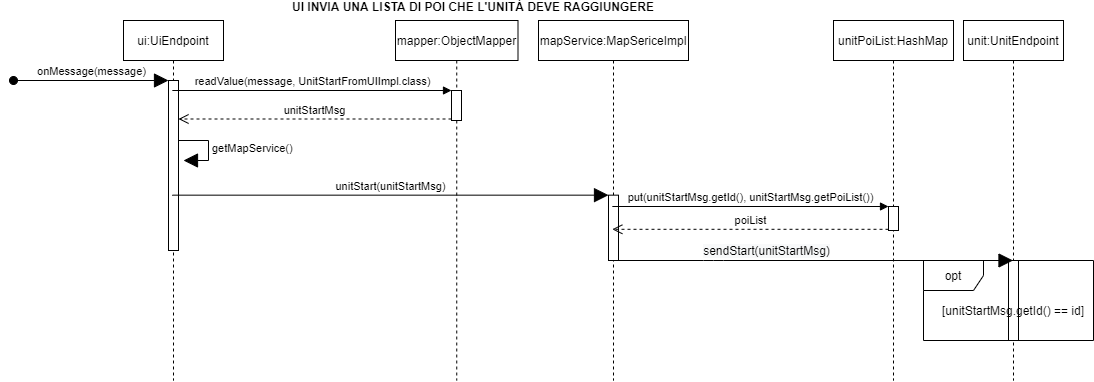 UI INVIA UNA LISTA DI POI CHE L'UNITÀ DEVE RAGGIUNGERE
ui:UiEndpoint
mapper:ObjectMapper
mapService:MapSericeImpl
unitPoiList:HashMap
unit:UnitEndpoint
onMessage(message)
readValue(message, UnitStartFromUIImpl.class)
unitStartMsg
getMapService()
unitStart(unitStartMsg)
put(unitStartMsg.getId(), unitStartMsg.getPoiList())
poiList
sendStart(unitStartMsg)
opt
[unitStartMsg.getId() == id]